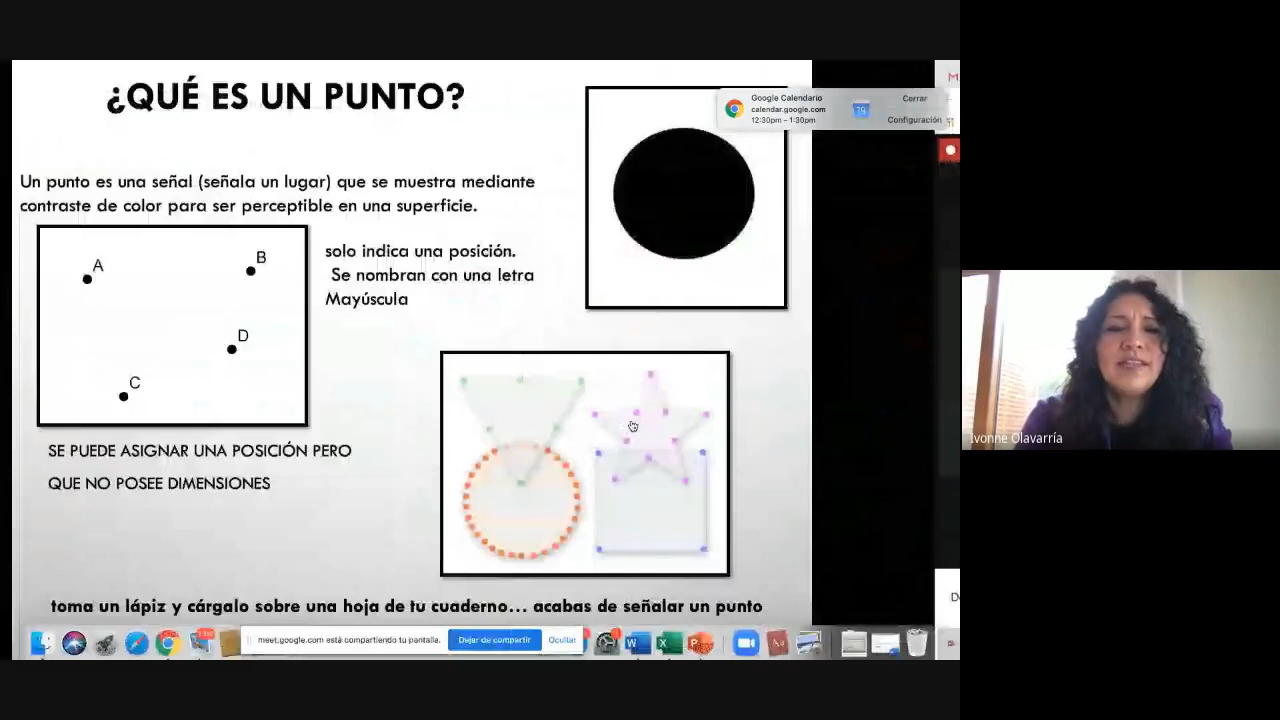 ¿QUÉ ES UN PUNTO?
Google Calendario
calendar.google.com
12:30pm – 1:30pm
Cerrar
Configuración
Un punto es una señal (señala un lugar) que se muestra mediante
contraste de color para ser perceptible en una superficie.
A
B
D
C
solo indica una posición.
Se nombran con una letra
Mayúscula
SE PUEDE ASIGNAR UNA POSICIÓN PERO
QUE NO POSEE DIMENSIONES
Ivonne Olavarría
toma un lápiz y cárgalo sobre una hoja de tu cuaderno... acabas de señalar un punto
meet.google.com está compartiendo tu pantalla.
Dejar de compartir
Ocultar